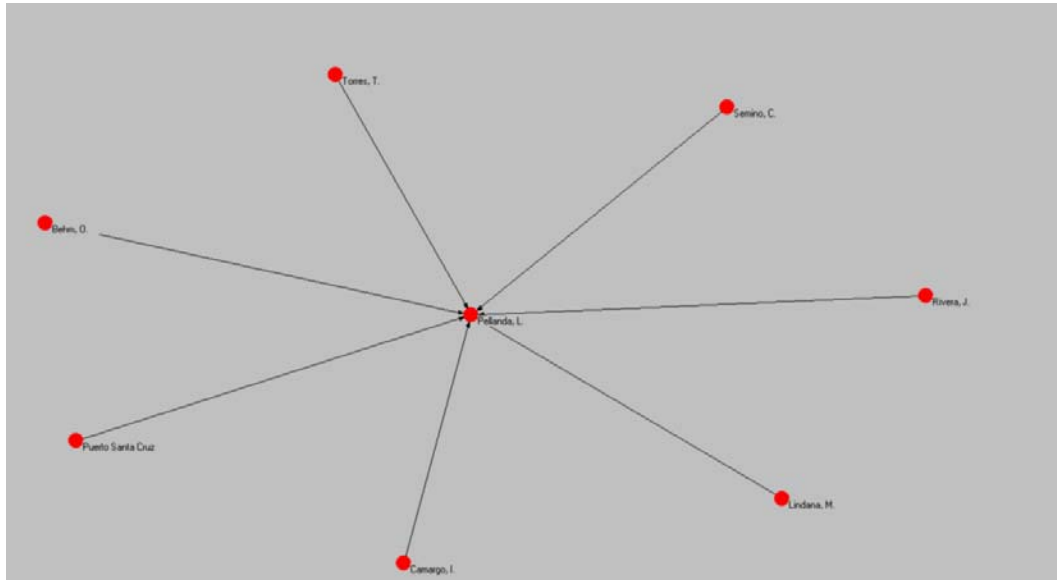 Torres, T.
Semino, C.
Behm, O.
Rivera, J.
Pellanda, L.
Puerto Santa Cruz
Lindana, M.
Camargo, I.